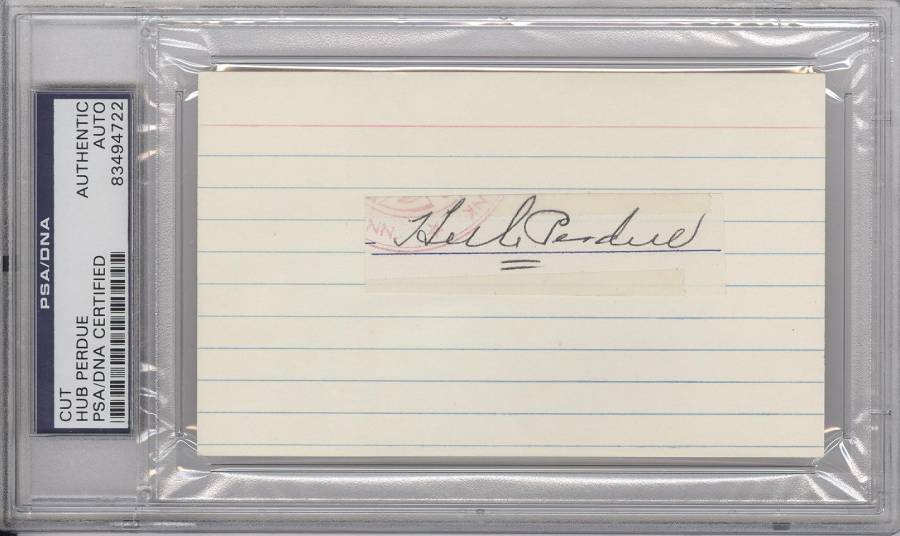 PSA/DNA
CUT
HUB PERDUE
PSA/DNA CERTIFIED
AUTHENTIC
AUTO
83494722
Hub Perdue